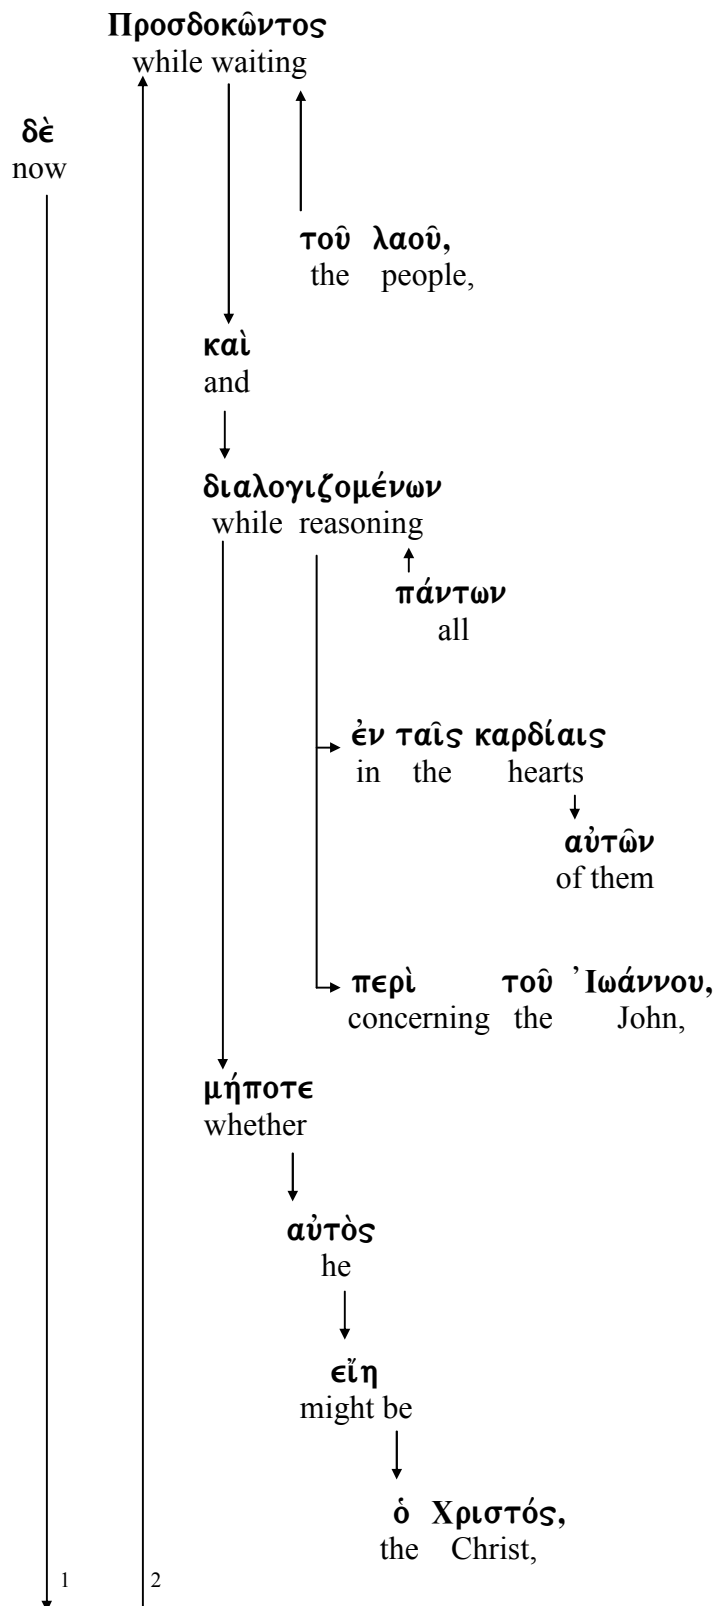 Προσδοκῶντος
while waiting
δὲ
now
τοῦ λαοῦ,
the people,
καὶ
and
διαλογιζομένων
while reasoning
πάντων
all
ἐν ταῖς καρδίαις
in the hearts
αὐτῶν
of them
περὶ τοῦ Ἰωάννου,
concerning the John,
μήποτε
whether
αὐτὸς
he
εἴη
might be
ὁ Χριστός,
the Christ,
1 2